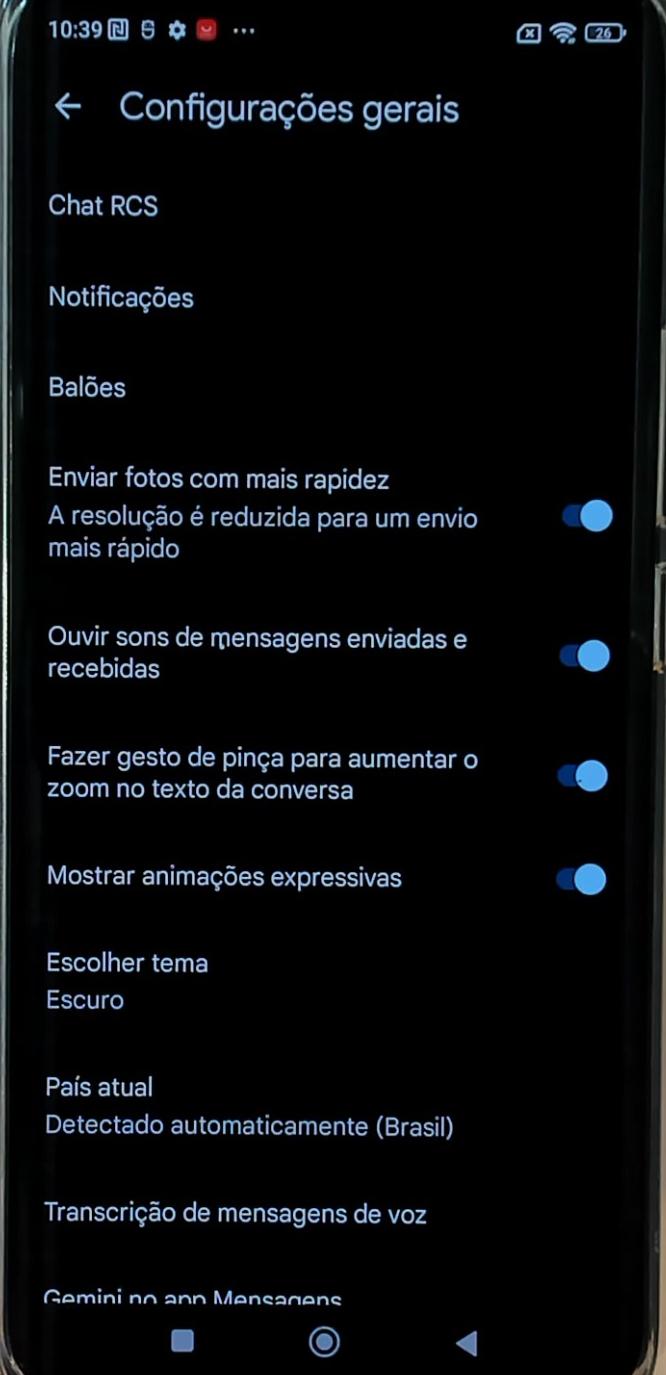 10:39
26
Configurações gerais
Chat RCS
Notificações
Balões
Enviar fotos com mais rapidez
A resolução é reduzida para um envio
mais rápido
Ouvir sons de mensagens enviadas e
recebidas
Fazer gesto de pinça para aumentar o
zoom no texto da conversa
Mostrar animações expressivas
Escolher tema
Escuro
País atual
Detectado automaticamente (Brasil)
Transcrição de mensagens de voz
Gemini no app Mensagens